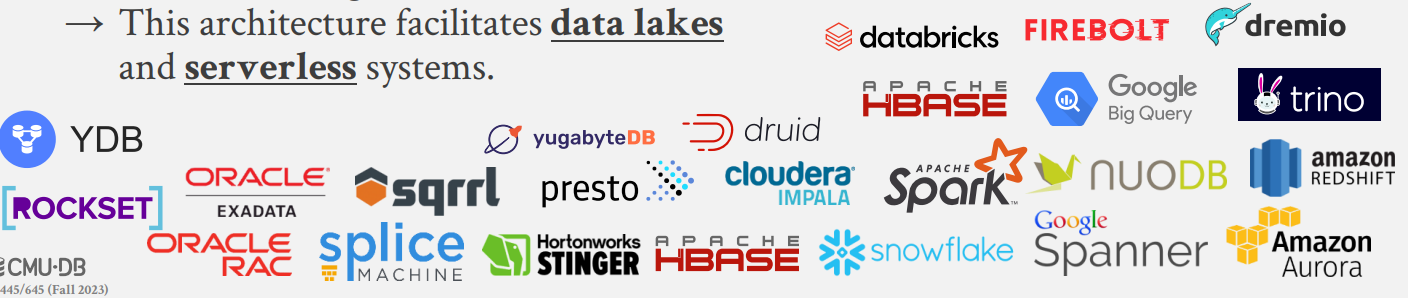 → This architecture facilitates data lakes
and serverless systems.
databricks
FIREBOLT
dremio
APACHE
HBASE
Google
Big Query
trino
YDB
yugabyteDB
druid
ROCKSET
ORACLE®
EXADATA
sqrrl
presto
cloudera®
IMPALA
APACHE
Spark™
NUODB
amazon
REDSHIFT
ORACLE
RAC
splice
MACHINE
Hortonworks
STINGER
APACHE
HBASE
snowflake
Google
Spanner
Amazon
Aurora
CMU·DB
445/645 (Fall 2023)